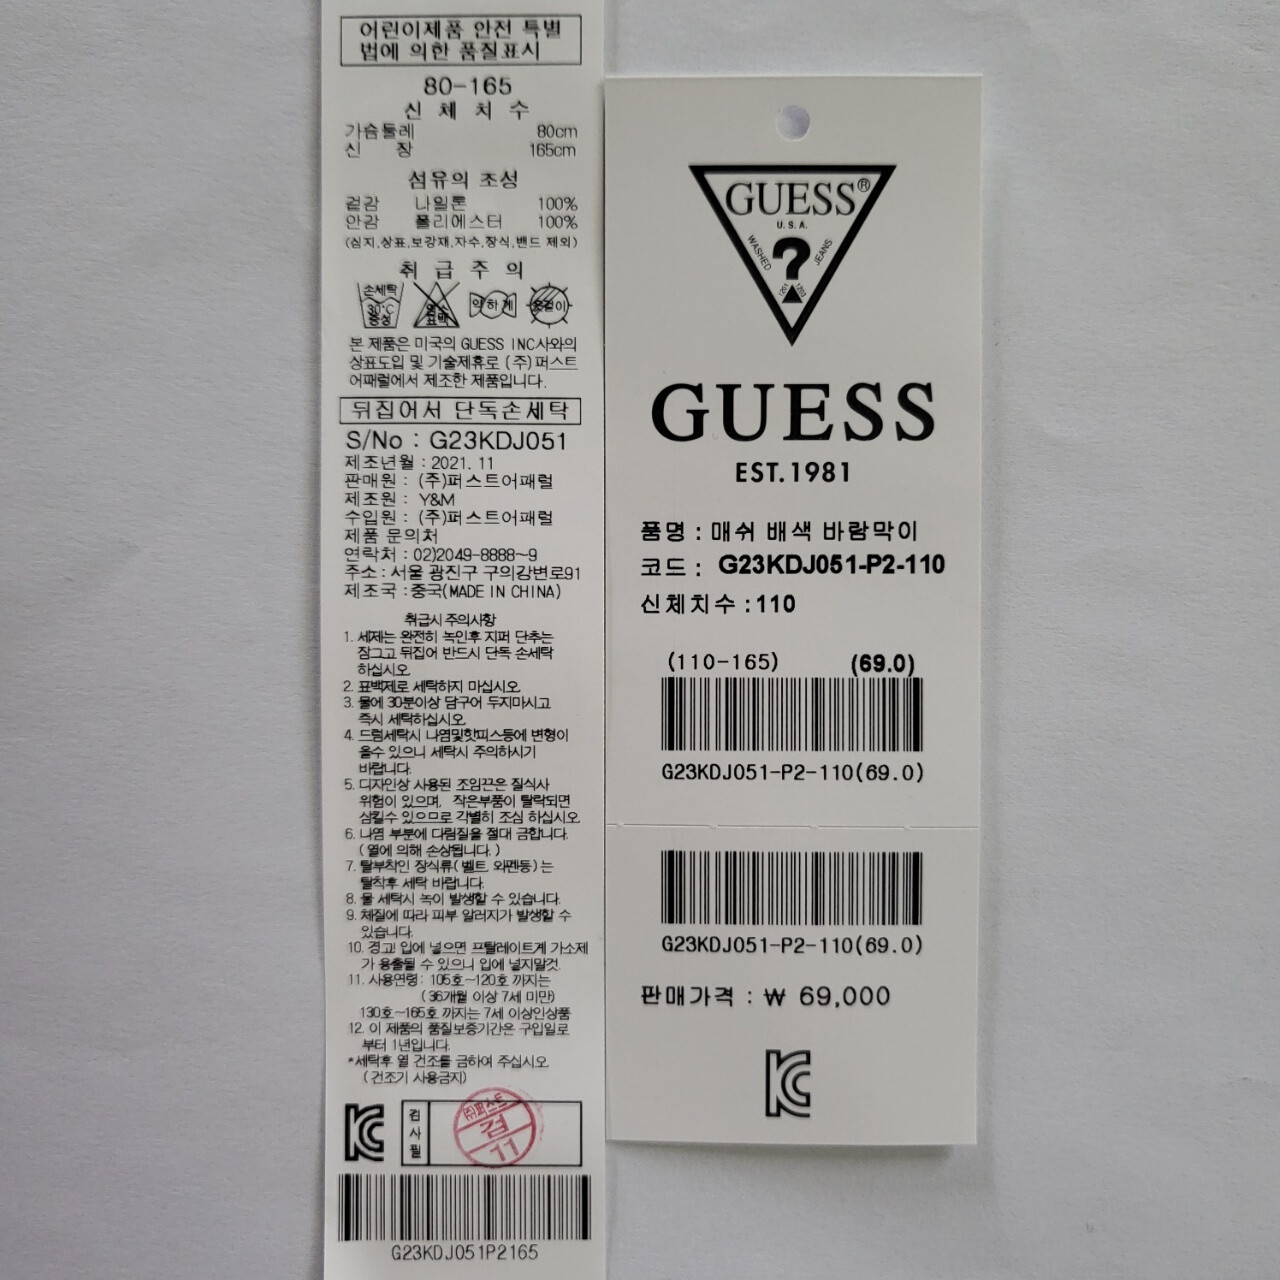 어린이제품 안전 특별
법에 의한 품질표시
80-165
신 체 치 수
가슴둘레 80cm
신 장 165cm
섬유의 조성
겉감 나일론 100%
안감 폴리에스터 100%
(심지,상표,보강재,자수,장식,밴드 제외)
취 급 주 의
손세탁
30℃
중성
염소
표백
약하게
옷걸이
본 제품은 미국의 GUESS INC사와의
상표도입 및 기술제휴로 (주)퍼스트
어패럴에서 제조한 제품입니다.
뒤집어서 단독손세탁
S/No : G23KDJ051
제조년월 : 2021. 11
판매원 : (주)퍼스트어패럴
제조원 : Y&M
수입원 : (주)퍼스트어패럴
제품 문의처
연락처 : 02)2049-8888~9
주소 : 서울 광진구 구의강변로91
제조국 : 중국(MADE IN CHINA)
취급시 주의사항
1. 세제는 완전히 녹인후 지퍼 단추는
잠그고 뒤집어 반드시 단독 손세탁
하십시오.
2. 표백제로 세탁하지 마십시오.
3. 물에 30분이상 담구어 두지마시고
즉시 세탁하십시오.
4. 드럼세탁시 나염및핫피스등에 변형이
올수 있으니 세탁시 주의하시기
바랍니다.
5. 디자인상 사용된 조임끈은 질식사
위험이 있으며, 작은부품이 탈락되면
삼킬수 있으므로 각별히 조심 하십시오.
6. 나염 부분에 다림질을 절대 금합니다.
( 열에 의해 손상됩니다. )
7. 탈부착인 장식류( 벨트, 와펜등) 는
탈착후 세탁 바랍니다.
8. 물 세탁시 녹이 발생할 수 있습니다.
9. 체질에 따라 피부 알러지가 발생할 수
있습니다.
10. 경고! 입에 넣으면 프탈레이트계 가소제
가 용출될 수 있으니 입에 넣지말것.
11. 사용연령 : 105호~120호 까지는
( 36개월 이상 7세 미만)
130호~165호 까지는 7세 이상인상품
12. 이 제품의 품질보증기간은 구입일로
부터 1년입니다.
*세탁후 열 건조를 금하여 주십시오.
( 건조기 사용금지)
검사필
(주)퍼스트
검
11
G23KDJ051P2165
GUESS®
U.S.A.
WASHED
?
JEANS
GUESS
EST.1981
품명 : 매쉬 배색 바람막이
코드 : G23KDJ051-P2-110
신체치수 : 110
(110-165) (69.0)
G23KDJ051-P2-110(69.0)
G23KDJ051-P2-110(69.0)
판매가격 : ₩ 69,000
KC